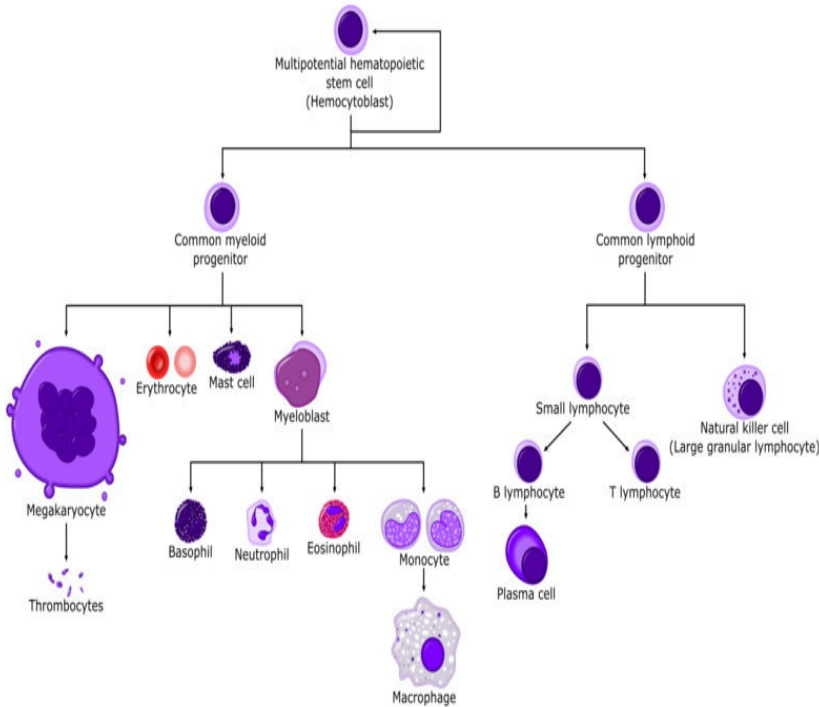 Multipotential hematopoietic
stem cell
(Hemocytoblast)
Common myeloid
progenitor
Common lymphoid
progenitor
Erythrocyte
Mast cell
Myeloblast
Small lymphocyte
Natural killer cell
(Large granular lymphocyte)
Megakaryocyte
B lymphocyte
T lymphocyte
Basophil
Neutrophil
Eosinophil
Monocyte
Plasma cell
Thrombocytes
Macrophage